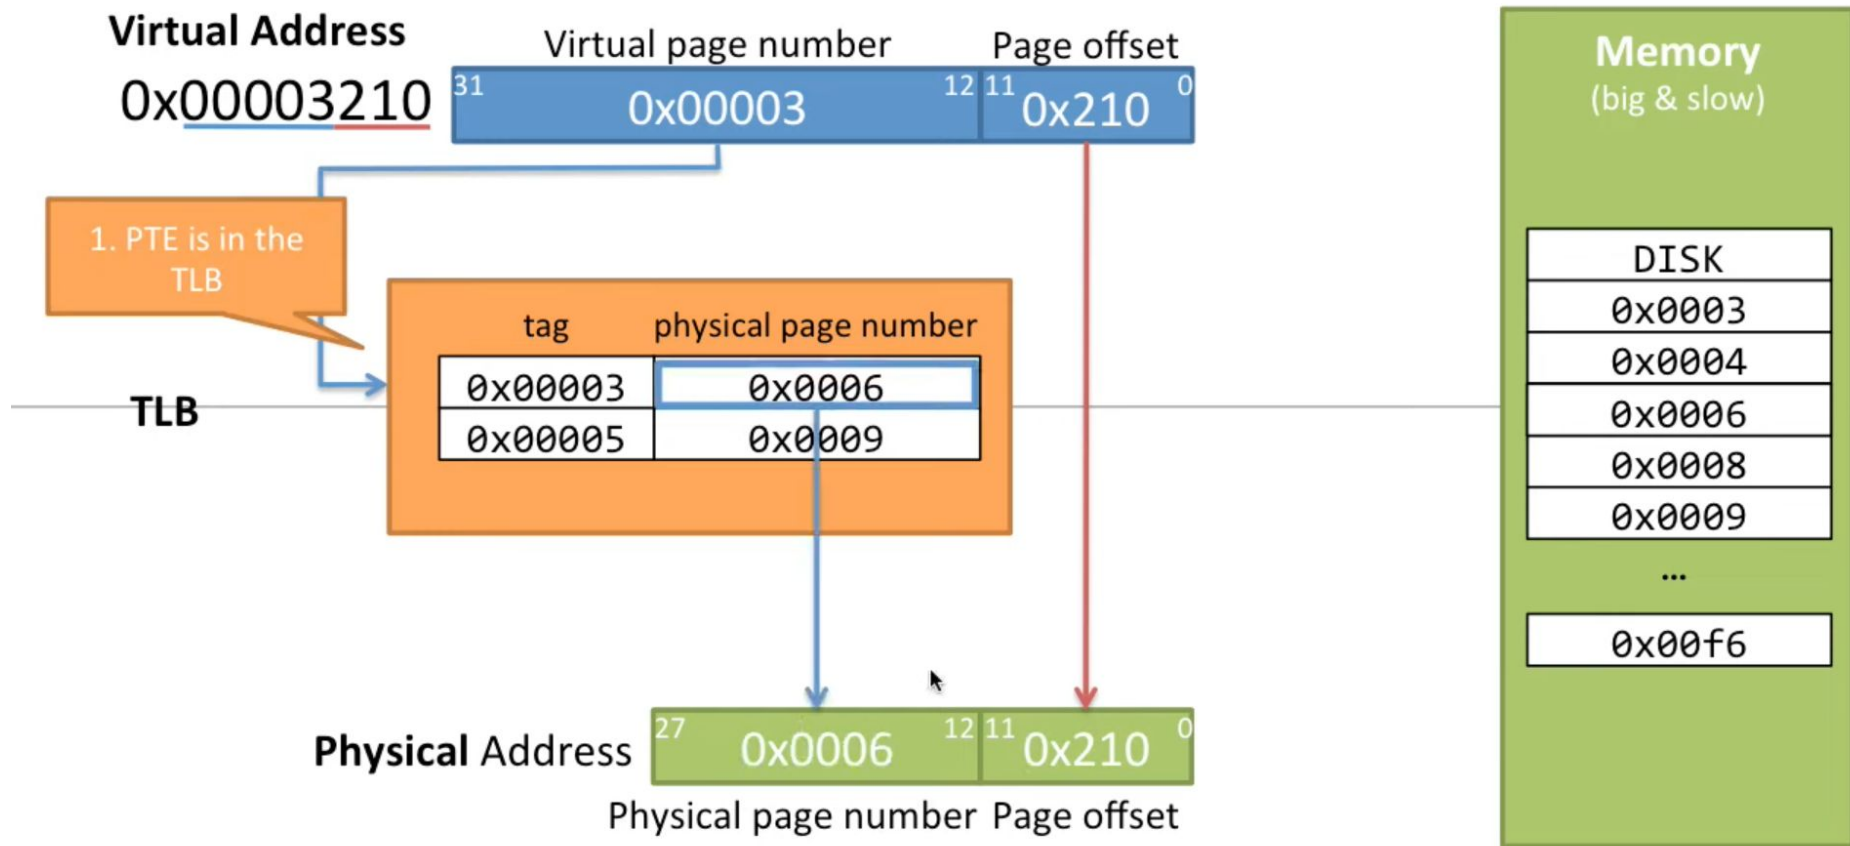 Virtual Address
0x00003210
Virtual page number
Page offset
31
0x00003
12
11
0x210
0
1. PTE is in the
TLB
tag
physical page number
0x00003
0x0006
0x00005
0x0009
TLB
Physical Address
27
0x0006
12
11
0x210
0
Physical page number
Page offset
Memory
(big & slow)
DISK
0x0003
0x0004
0x0006
0x0008
0x0009
...
0x00f6